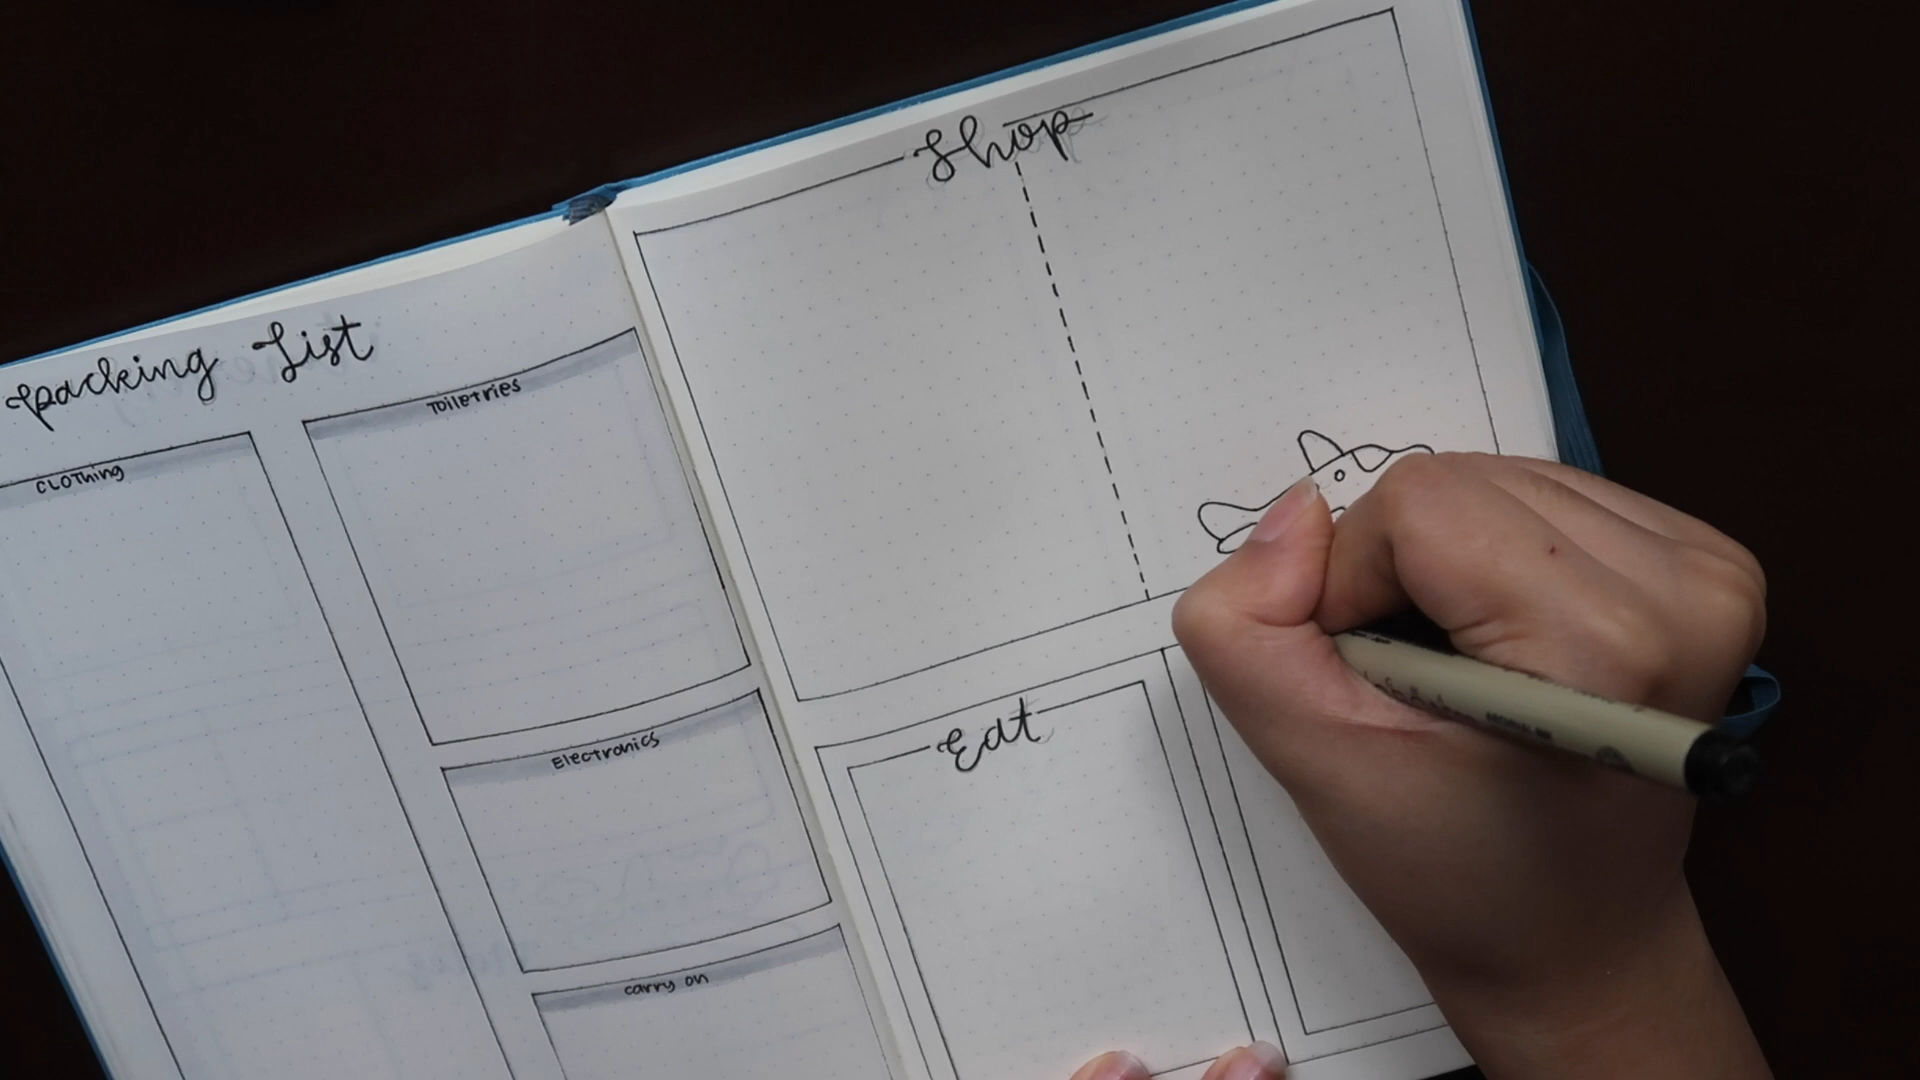 packing List
CLOThing
Toiletries
Electronics
carry on
Shop
Eat